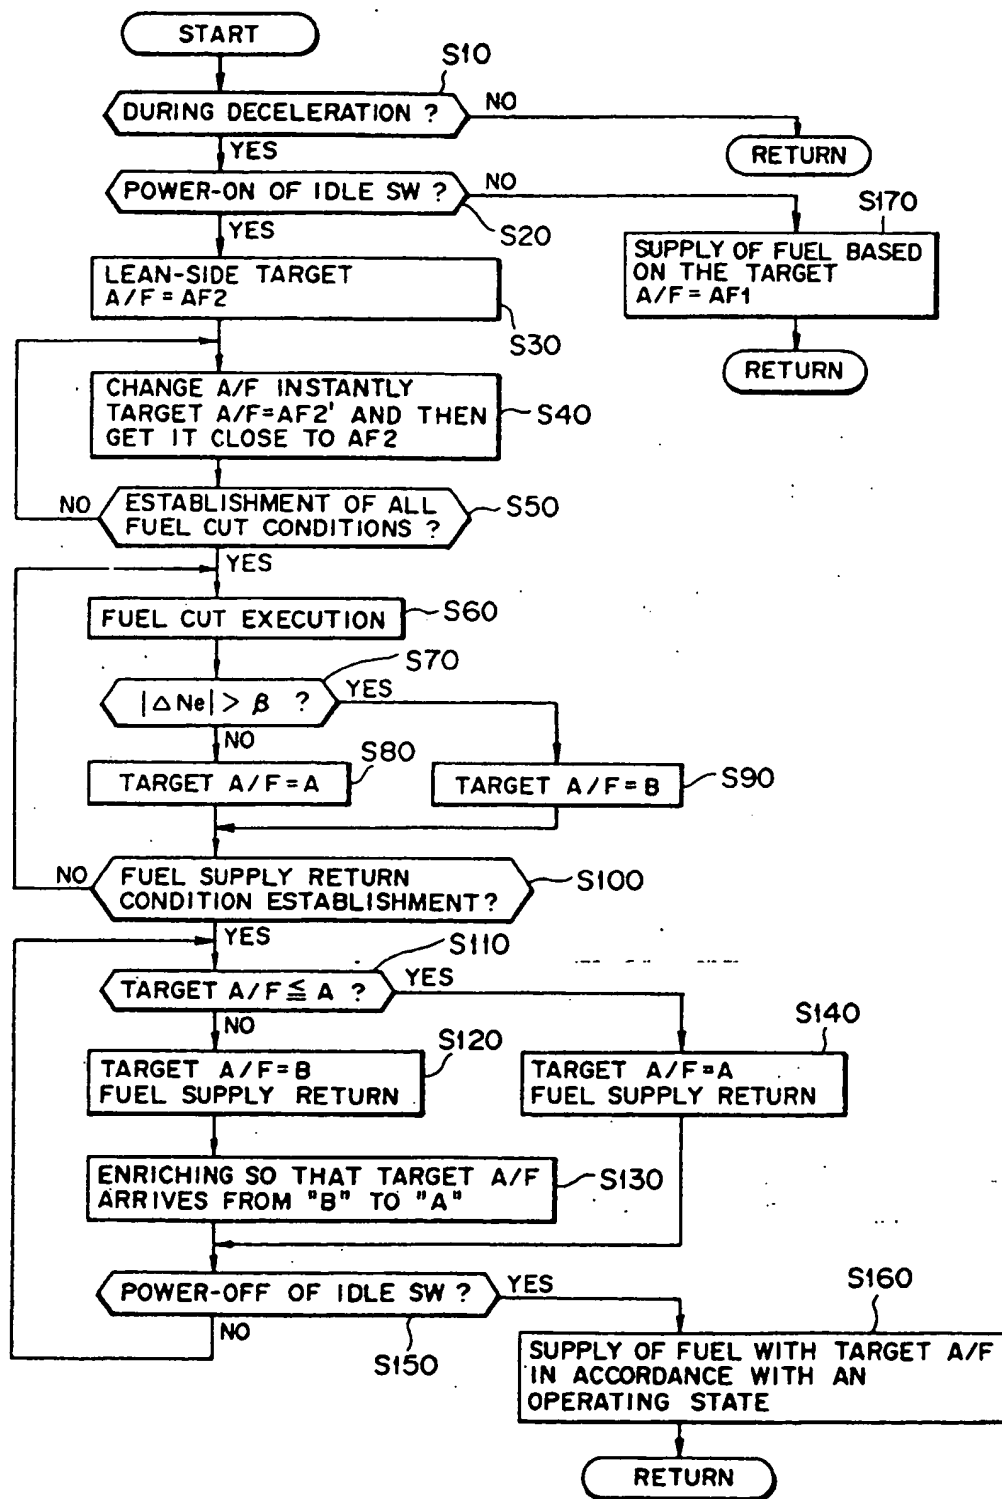 START
S10
DURING DECELERATION ?
NO
RETURN
YES
POWER-ON OF IDLE SW ?
NO
S20
YES
S170
SUPPLY OF FUEL BASED
ON THE TARGET
A/F=AF1
RETURN
LEAN-SIDE TARGET
A/F=AF2
S30
CHANGE A/F INSTANTLY
TARGET A/F=AF2' AND THEN
GET IT CLOSE TO AF2
S40
NO
ESTABLISHMENT OF ALL
FUEL CUT CONDITIONS ?
S50
YES
FUEL CUT EXECUTION
S60
S70
|△Ne| > β ?
YES
NO
S80
TARGET A/F=A
TARGET A/F=B
S90
NO
FUEL SUPPLY RETURN
CONDITION ESTABLISHMENT?
S100
YES
S110
TARGET A/F≦A ?
YES
NO
S120
TARGET A/F=B
FUEL SUPPLY RETURN
S140
TARGET A/F=A
FUEL SUPPLY RETURN
ENRICHING SO THAT TARGET A/F
ARRIVES FROM "B" TO "A"
S130
POWER-OFF OF IDLE SW ?
YES
NO
S150
S160
SUPPLY OF FUEL WITH TARGET A/F
IN ACCORDANCE WITH AN
OPERATING STATE
RETURN